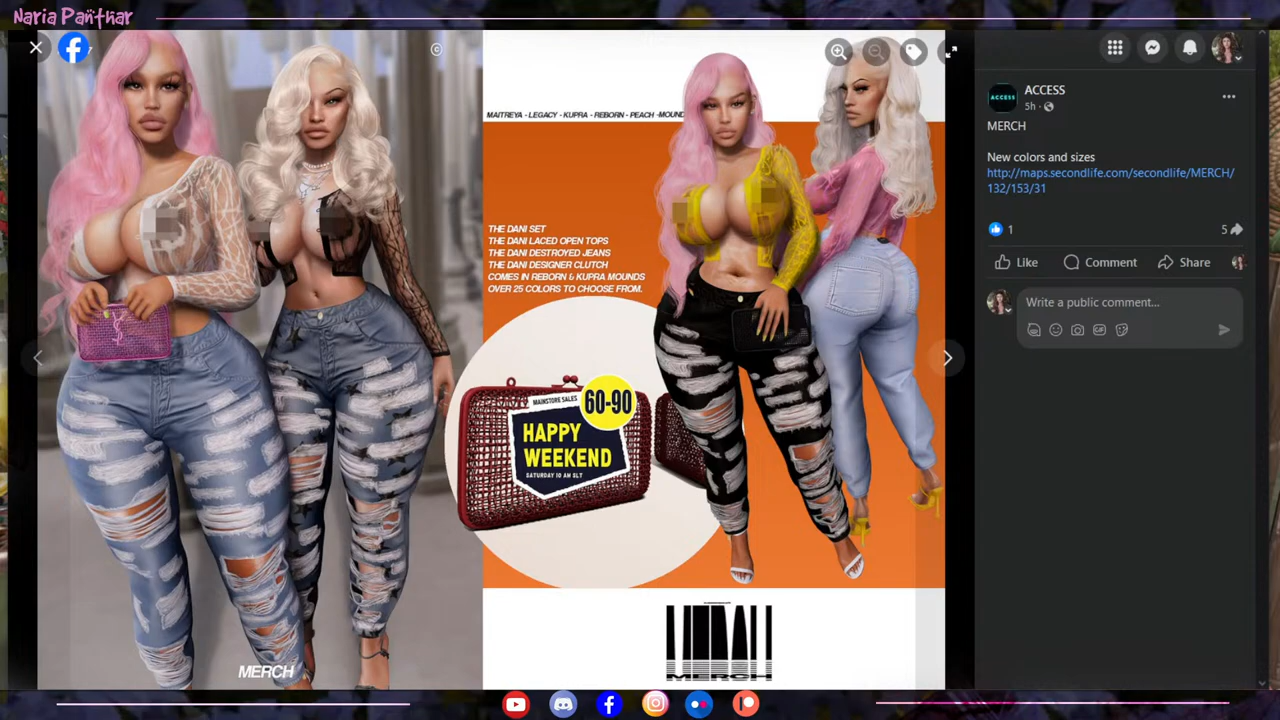 Naria Panthar
MAITREYA - LEGACY - KUPRA - REBORN - PEACH -MOUND
THE DANI SET
THE DANI LACED OPEN TOPS
THE DANI DESTROYED JEANS
THE DANI DESIGNER CLUTCH
COMES IN REBORN & KUPRA MOUNDS
OVER 25 COLORS TO CHOOSE FROM.
MAINSTORE SALES
60-90
HAPPY
WEEKEND
SATURDAY 10 AM SLT
MERCH
MERCH
ACCESS
ACCESS
5h ·
MERCH
New colors and sizes
http://maps.secondlife.com/secondlife/MERCH/
132/153/31
1
5
Like
Comment
Share
Write a public comment...
GIF